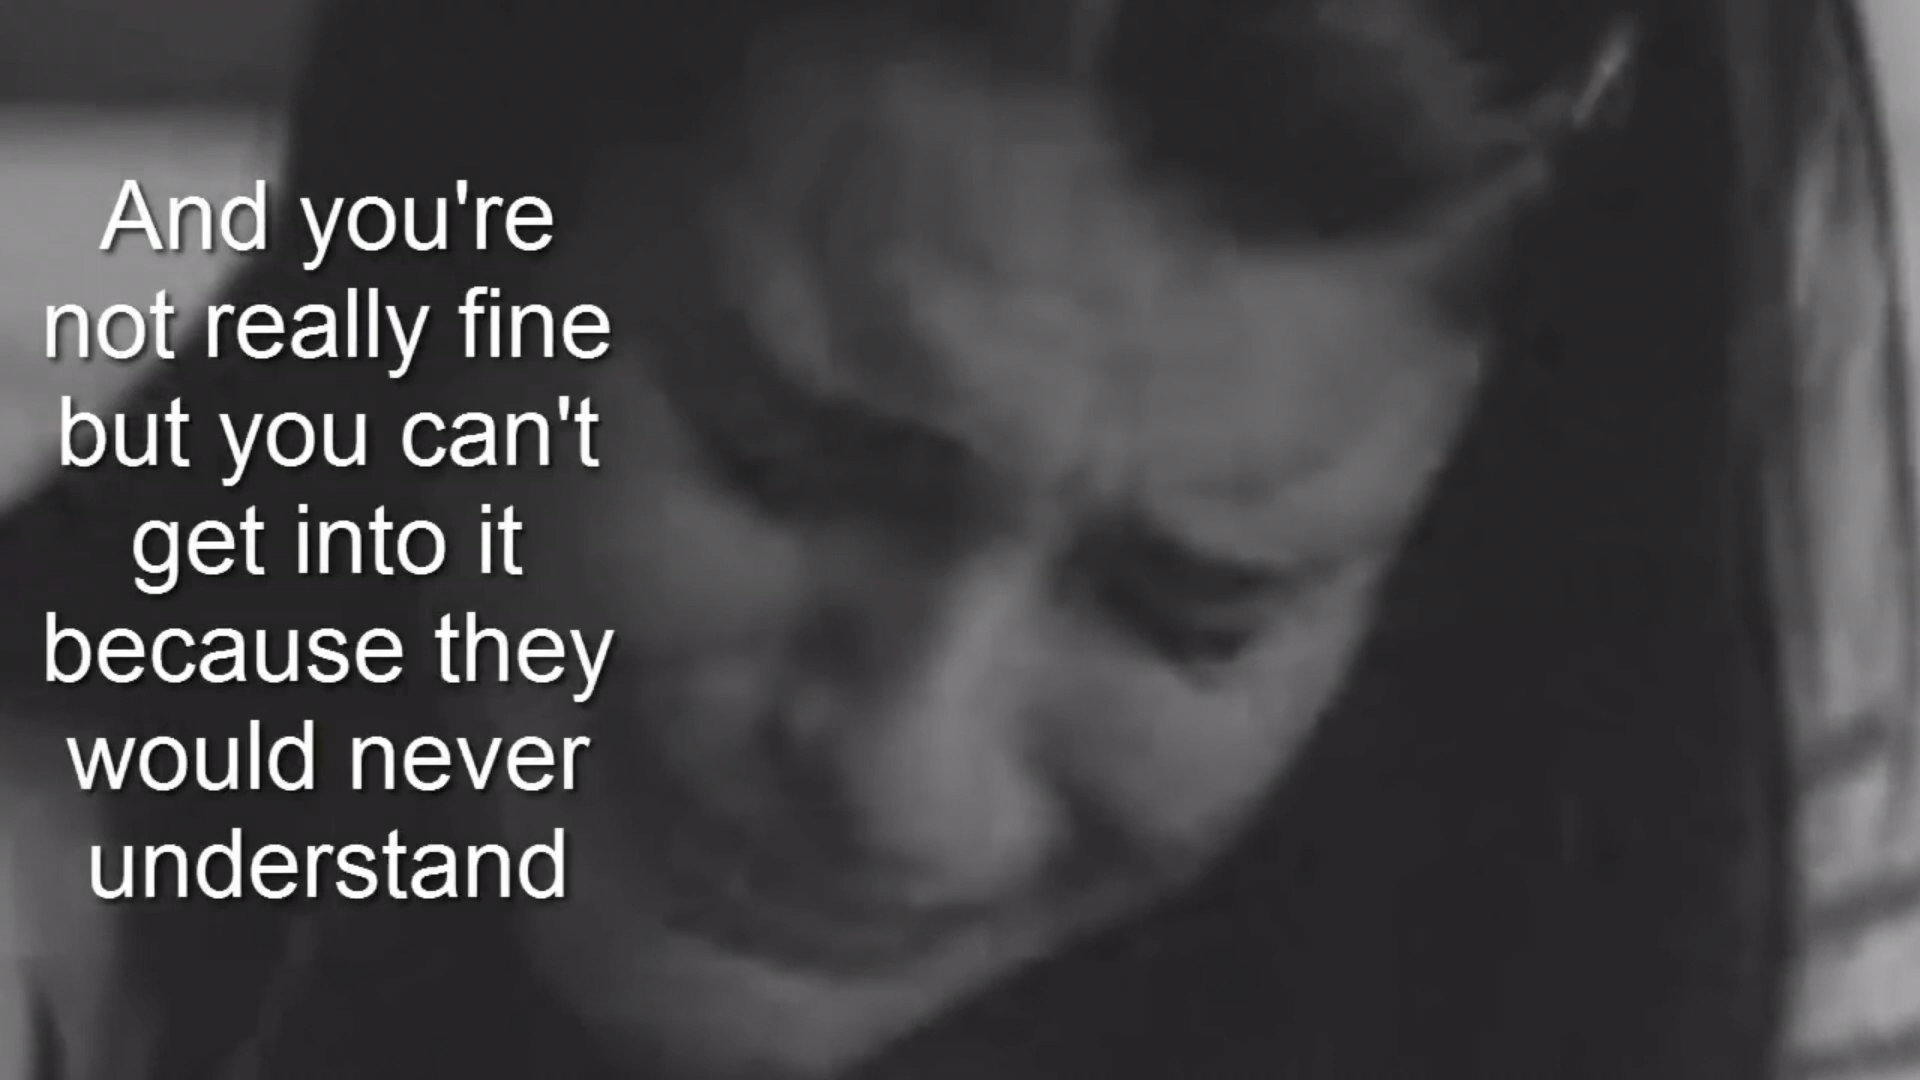 And you're
not really fine
but you can't
get into it
because they
would never
understand